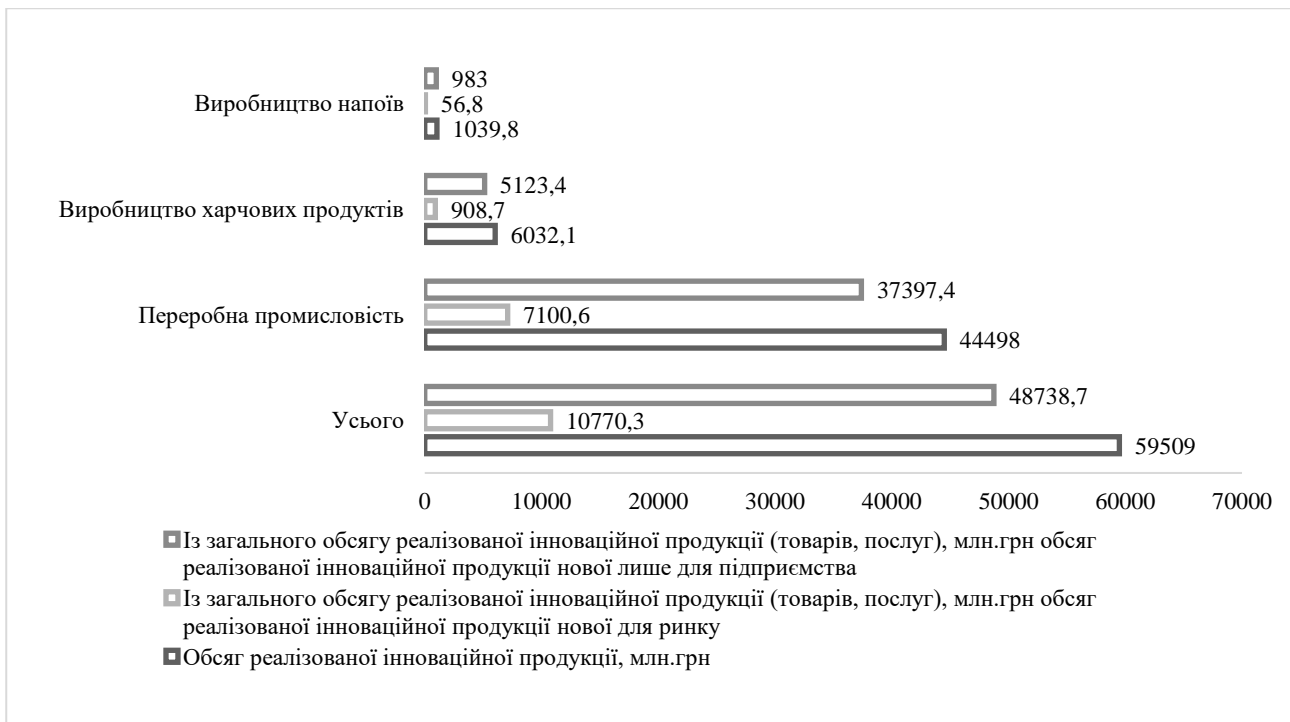 983
Виробництво напоїв
56,8
1039,8
5123,4
Виробництво харчових продуктів
908,7
6032,1
37397,4
Переробна промисловість
7100,6
44498
48738,7
Усього
10770,3
59509
0 10000 20000 30000 40000 50000 60000 70000
Із загального обсягу реалізованої інноваційної продукції (товарів, послуг), млн.грн обсяг
реалізованої інноваційної продукції нової лише для підприємства
Із загального обсягу реалізованої інноваційної продукції (товарів, послуг), млн.грн обсяг
реалізованої інноваційної продукції нової для ринку
Обсяг реалізованої інноваційної продукції, млн.грн